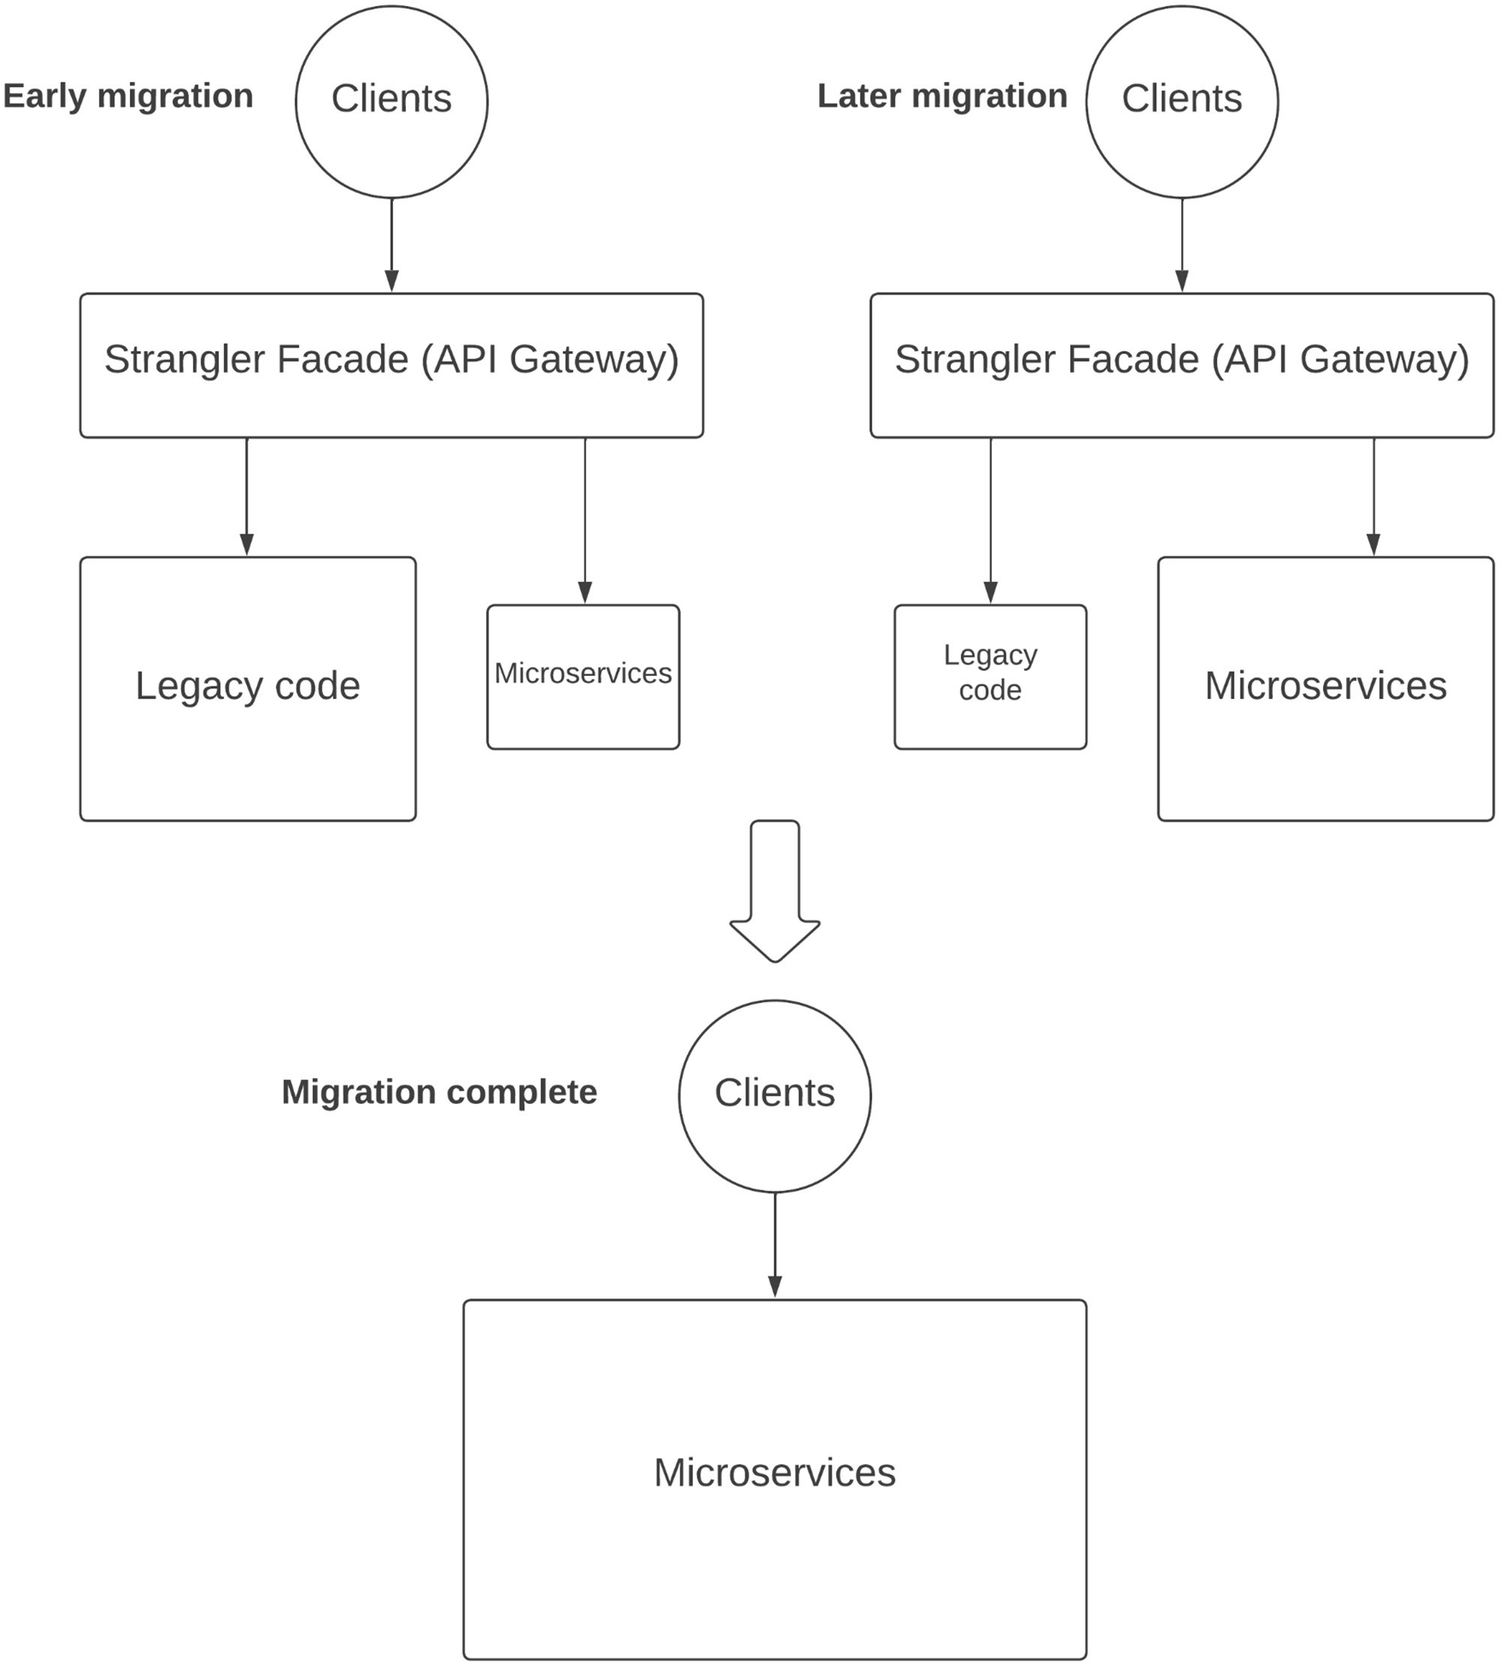 Early migration
Clients
Strangler Facade (API Gateway)
Legacy code
Microservices
Later migration
Clients
Strangler Facade (API Gateway)
Legacy
code
Microservices
Migration complete
Clients
Microservices